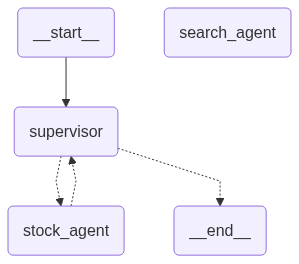 __start__
search_agent
supervisor
stock_agent
__end__